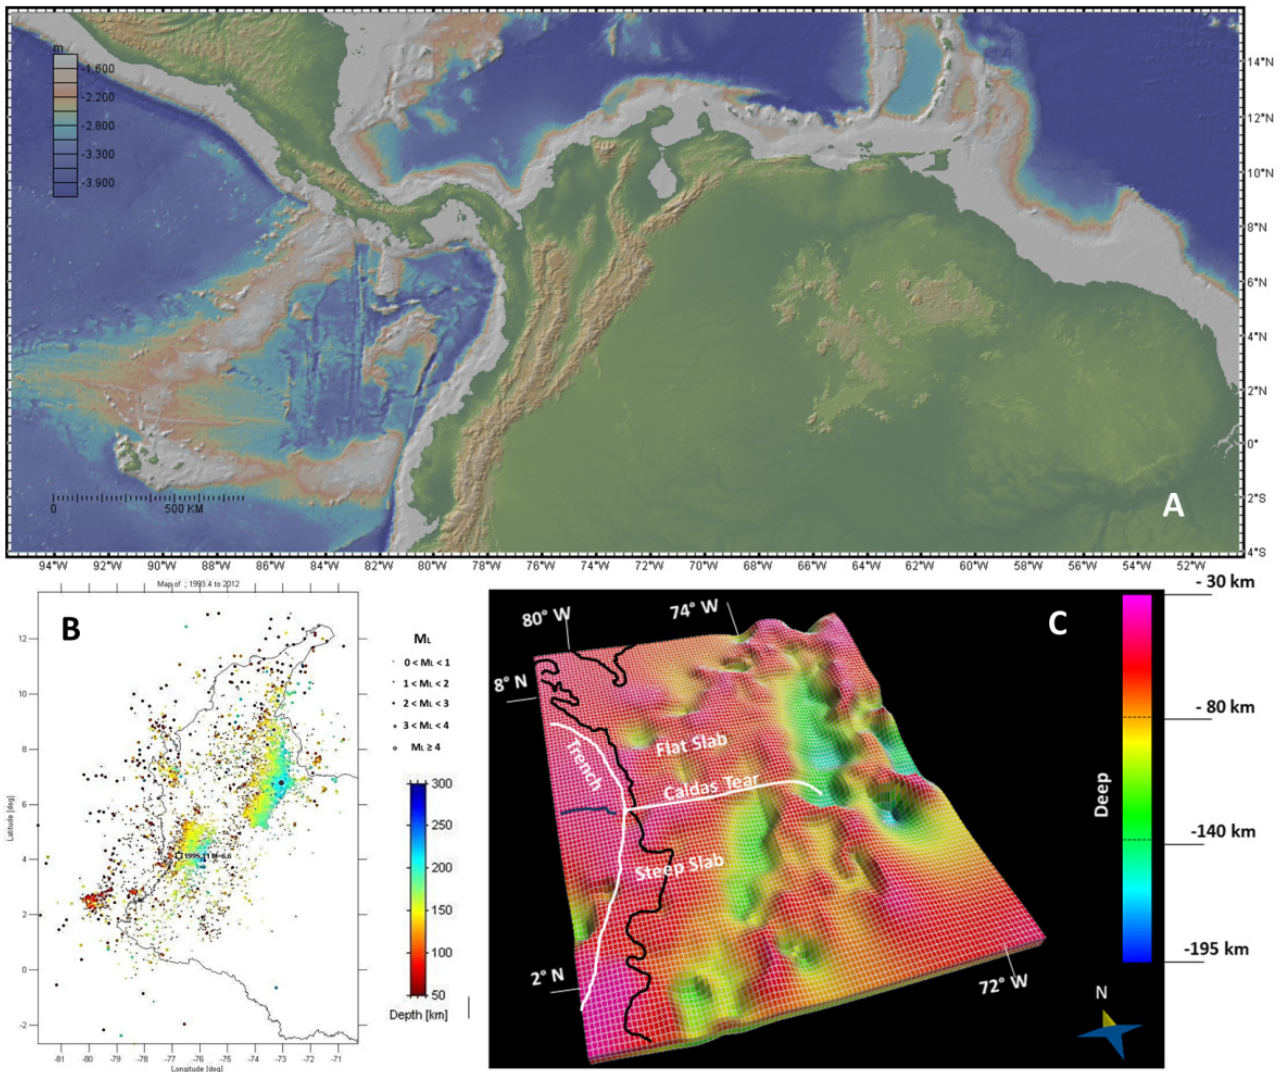 m
-1.600
-2.200
-2.800
-3.300
-3.900
14°N
12°N
10°N
8°N
6°N
4°N
2°N
0°
2°S
4°S
A
0 500 KM
94°W 92°W 90°W 88°W 86°W 84°W 82°W 80°W 78°W 76°W 74°W 72°W 70°W 68°W 66°W 64°W 62°W 60°W 58°W 56°W 54°W 52°W
Map of ; 1993.4 to 2012
B
12
10
8
6
4
2
0
-2
Latitude [deg]
1995.11 M=6.6
-81 -80 -79 -78 -77 -76 -75 -74 -73 -72 -71
Longitude [deg]
ML
0 < ML < 1
1 < ML < 2
2 < ML < 3
3 < ML < 4
ML ≥ 4
300
250
200
150
100
50
Depth [km]
C
80° W
74° W
8° N
Trench
Flat Slab
Caldas Tear
Steep Slab
2° N
72° W
Deep
- 30 km
- 80 km
-140 km
-195 km
N